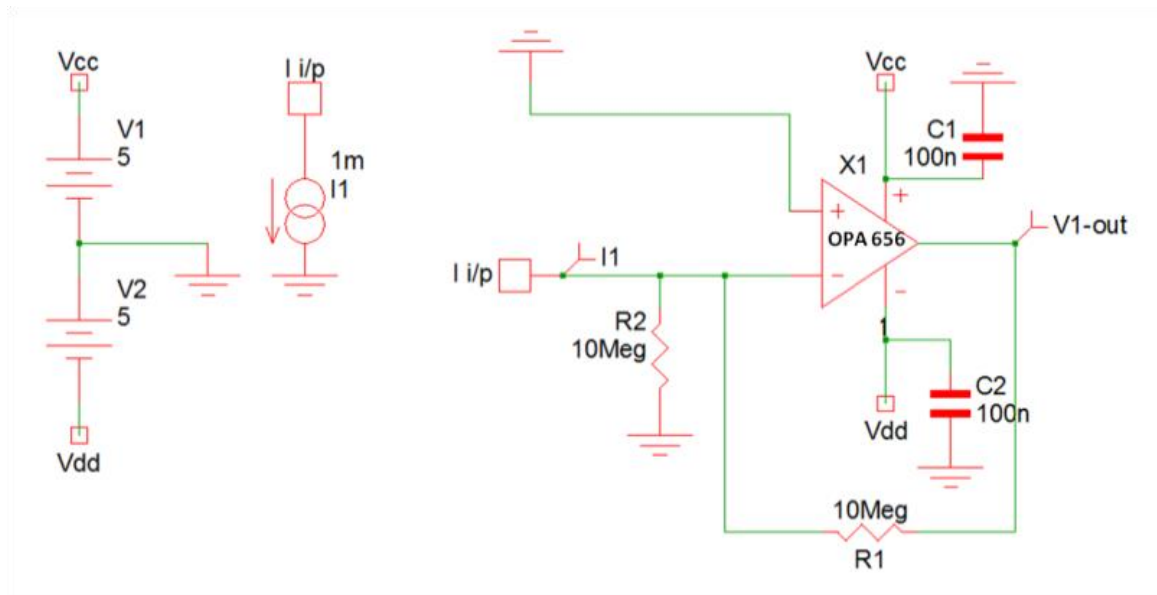 Vcc
V1
5
V2
5
Vdd
I i/p
1m
I1
I i/p
I1
R2
10Meg
Vcc
C1
100n
X1
+
+
OPA 656
-
-
1
V1-out
C2
100n
Vdd
10Meg
R1